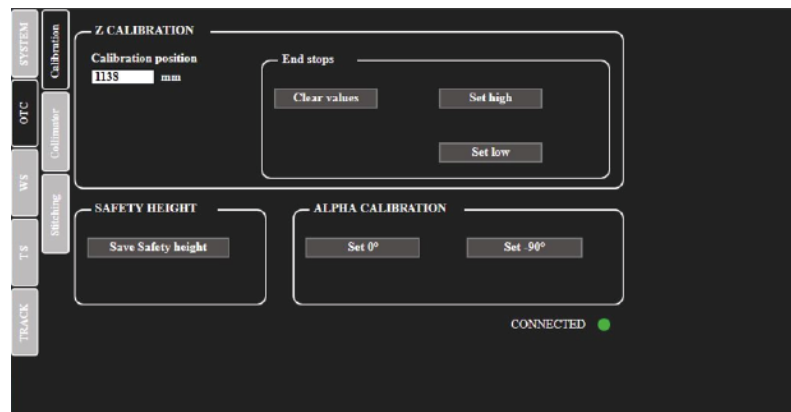 SYSTEM
OTC
WS
TS
TRACK
Calibration
Collimator
Stitching
Z CALIBRATION
Calibration position
1138 mm
End stops
Clear values
Set high
Set low
SAFETY HEIGHT
Save Safety height
ALPHA CALIBRATION
Set 0°
Set -90°
CONNECTED